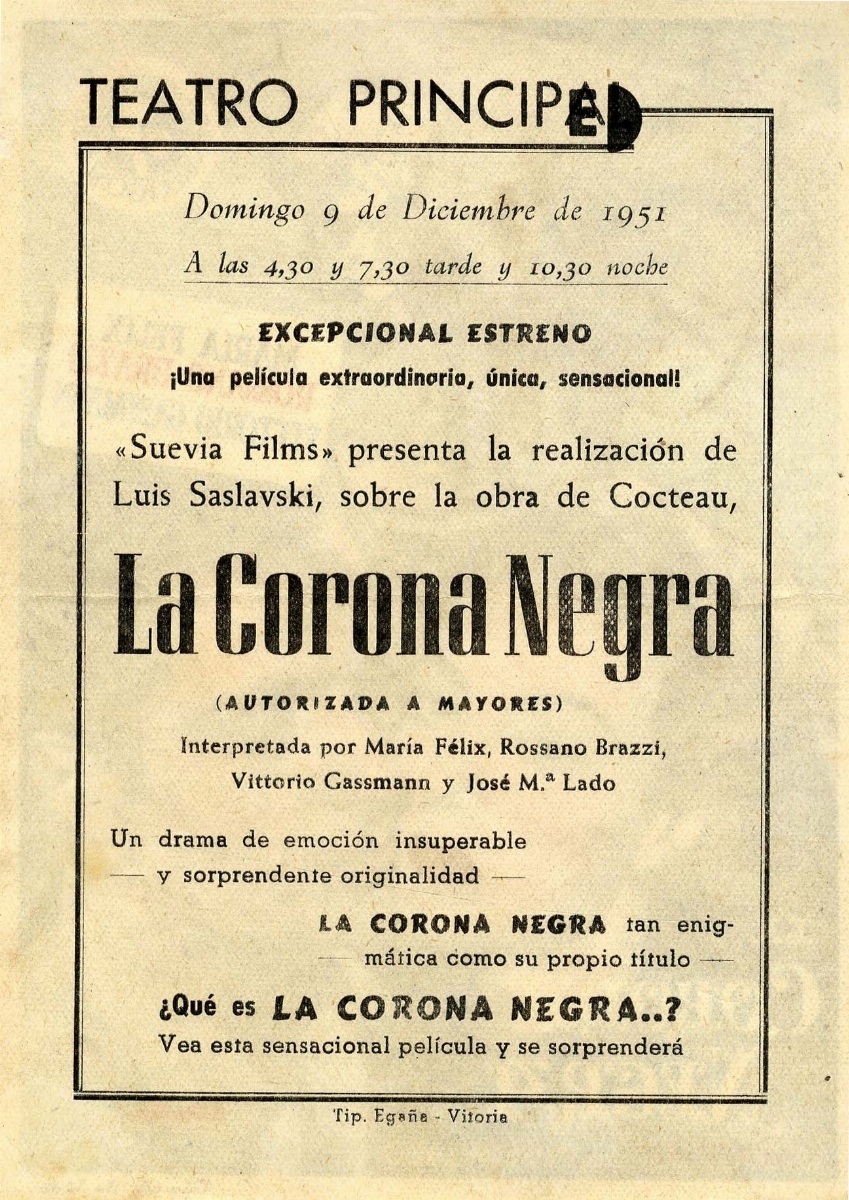 TEATRO PRINCIPAL
ED
Domingo 9 de Diciembre de 1951
A las 4,30 y 7,30 tarde y 10,30 noche
EXCEPCIONAL ESTRENO
¡Una película extraordinaria, única, sensacional!
«Suevia Films» presenta la realización de
Luis Saslavski, sobre la obra de Cocteau,
La Corona Negra
(AUTORIZADA A MAYORES)
Interpretada por María Félix, Rossano Brazzi,
Vittorio Gassmann y José M.ª Lado
Un drama de emoción insuperable
— y sorprendente originalidad —
LA CORONA NEGRA tan enig-
— mática como su propio título —
¿Qué es LA CORONA NEGRA..?
Vea esta sensacional película y se sorprenderá
Tip. Egaña - Vitoria